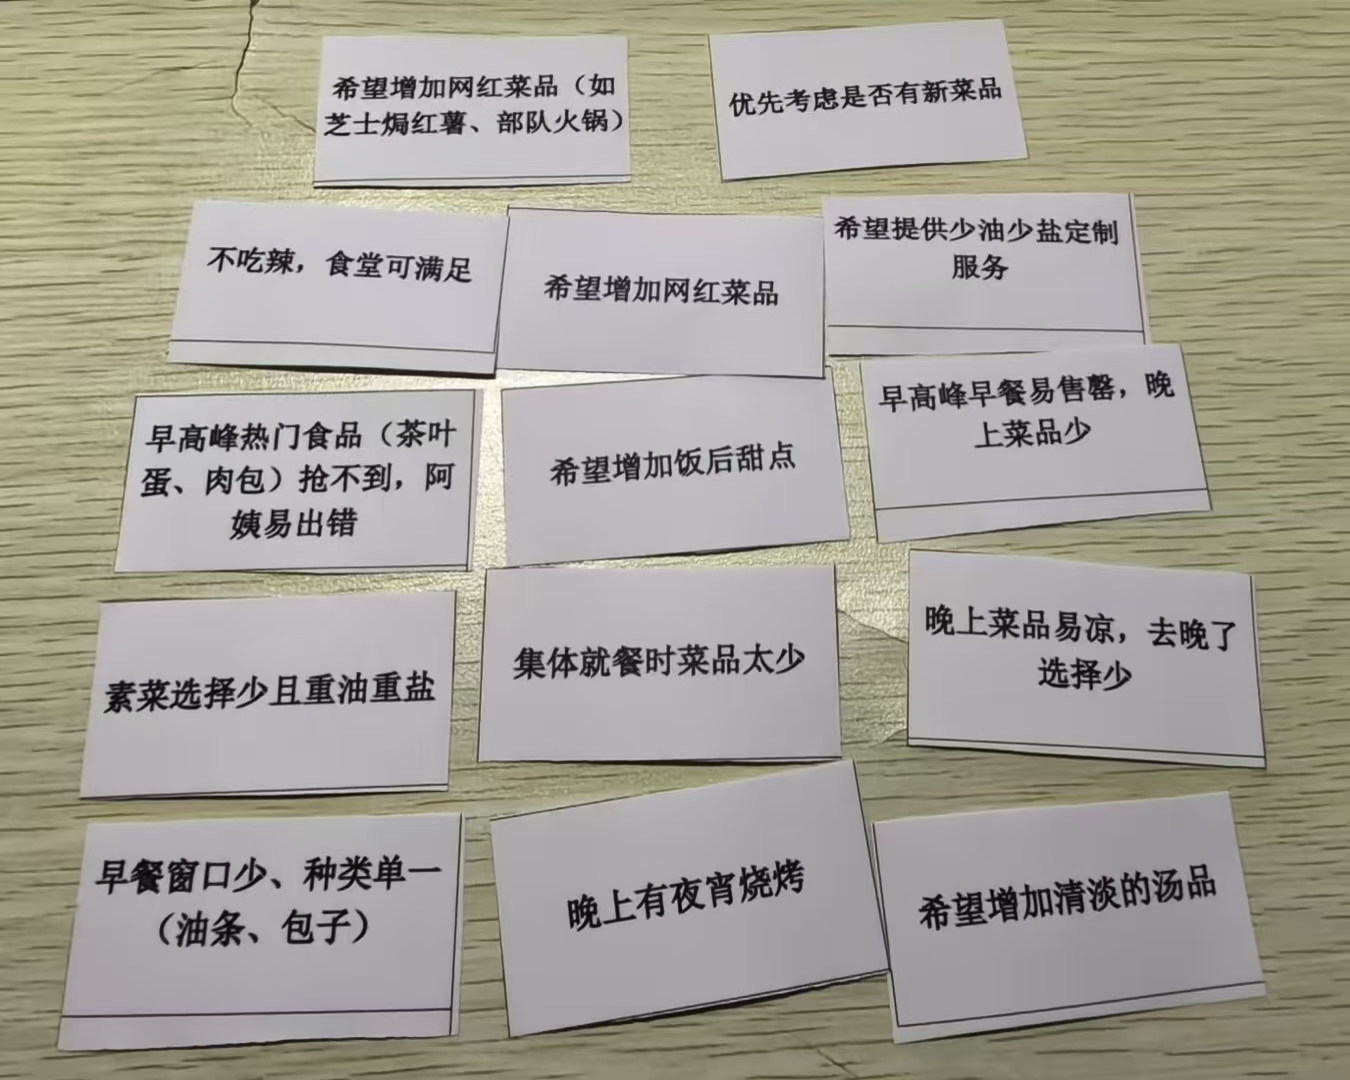 希望增加网红菜品（如
芝士焗红薯、部队火锅）
优先考虑是否有新菜品
不吃辣，食堂可满足
希望增加网红菜品
希望提供少油少盐定制
服务
早高峰热门食品（茶叶
蛋、肉包）抢不到，阿
姨易出错
希望增加饭后甜点
早高峰早餐易售罄，晚
上菜品少
素菜选择少且重油重盐
集体就餐时菜品太少
晚上菜品易凉，去晚了
选择少
早餐窗口少、种类单一
（油条、包子）
晚上有夜宵烧烤
希望增加清淡的汤品